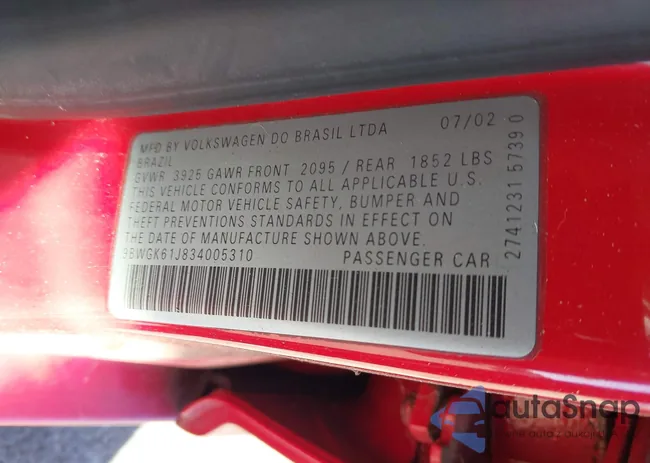 MFD BY VOLKSWAGEN DO BRASIL LTDA 07/02
BRAZIL
GVWR 3925 GAWR FRONT 2095 / REAR 1852 LBS
THIS VEHICLE CONFORMS TO ALL APPLICABLE U.S.
FEDERAL MOTOR VEHICLE SAFETY, BUMPER AND
THEFT PREVENTIONS STANDARDS IN EFFECT ON
THE DATE OF MANUFACTURE SHOWN ABOVE.
9BWGK61J834005310 PASSENGER CAR
2741231 57390
autoSnap